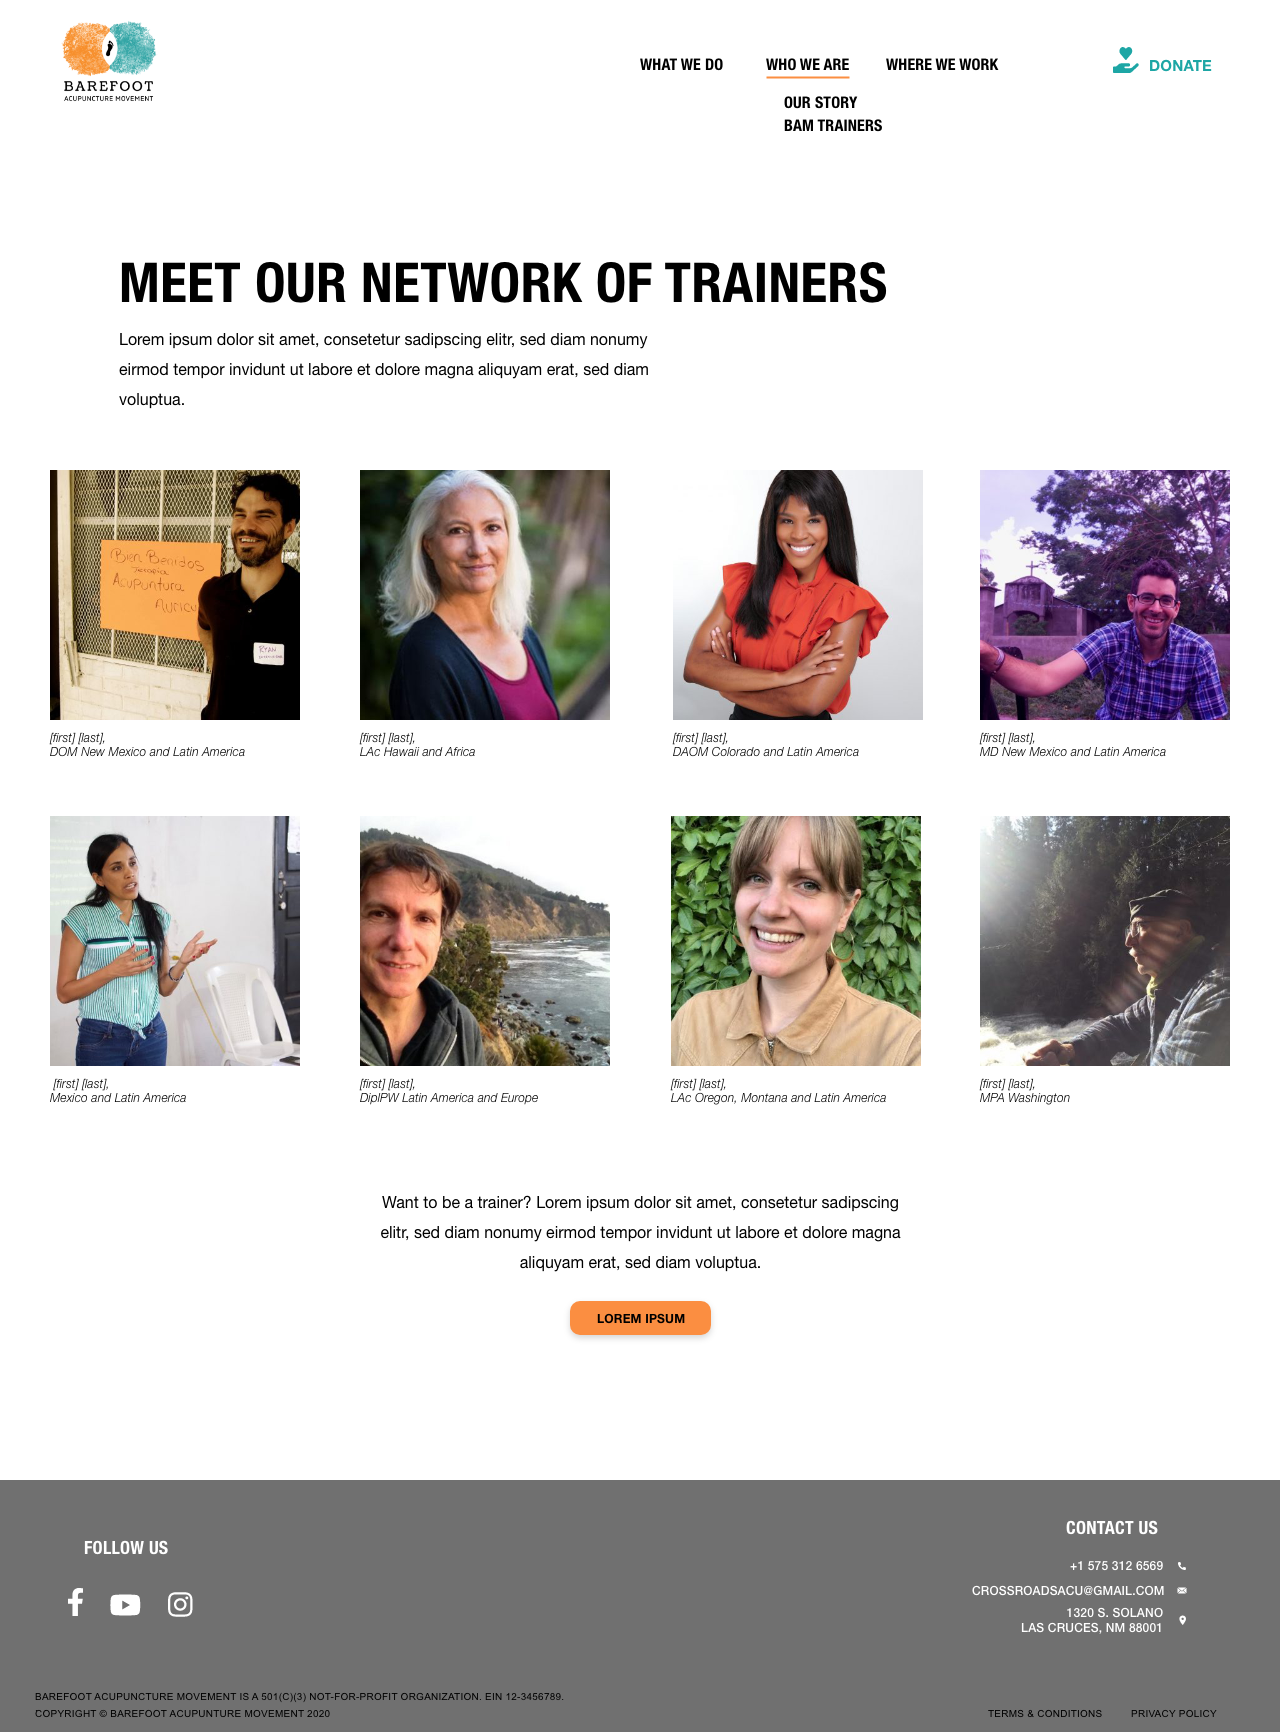 BAREFOOT
ACUPUNCTURE MOVEMENT
WHAT WE DO
WHO WE ARE
WHERE WE WORK
DONATE
OUR STORY
BAM TRAINERS
MEET OUR NETWORK OF TRAINERS
Lorem ipsum dolor sit amet, consetetur sadipscing elitr, sed diam nonumy
eirmod tempor invidunt ut labore et dolore magna aliquyam erat, sed diam
voluptua.
Bien Benidos
Acupuntura
RYAN
[first] [last],
DOM New Mexico and Latin America
[first] [last],
LAc Hawaii and Africa
[first] [last],
DAOM Colorado and Latin America
[first] [last],
MD New Mexico and Latin America
[first] [last],
Mexico and Latin America
[first] [last],
DiplPW Latin America and Europe
[first] [last],
LAc Oregon, Montana and Latin America
[first] [last],
MPA Washington
Want to be a trainer? Lorem ipsum dolor sit amet, consetetur sadipscing
elitr, sed diam nonumy eirmod tempor invidunt ut labore et dolore magna
aliquyam erat, sed diam voluptua.
LOREM IPSUM
FOLLOW US
CONTACT US
+1 575 312 6569
CROSSROADSACU@GMAIL.COM
1320 S. SOLANO
LAS CRUCES, NM 88001
BAREFOOT ACUPUNCTURE MOVEMENT IS A 501(C)(3) NOT-FOR-PROFIT ORGANIZATION. EIN 12-3456789.
COPYRIGHT © BAREFOOT ACUPUNTURE MOVEMENT 2020
TERMS & CONDITIONS
PRIVACY POLICY